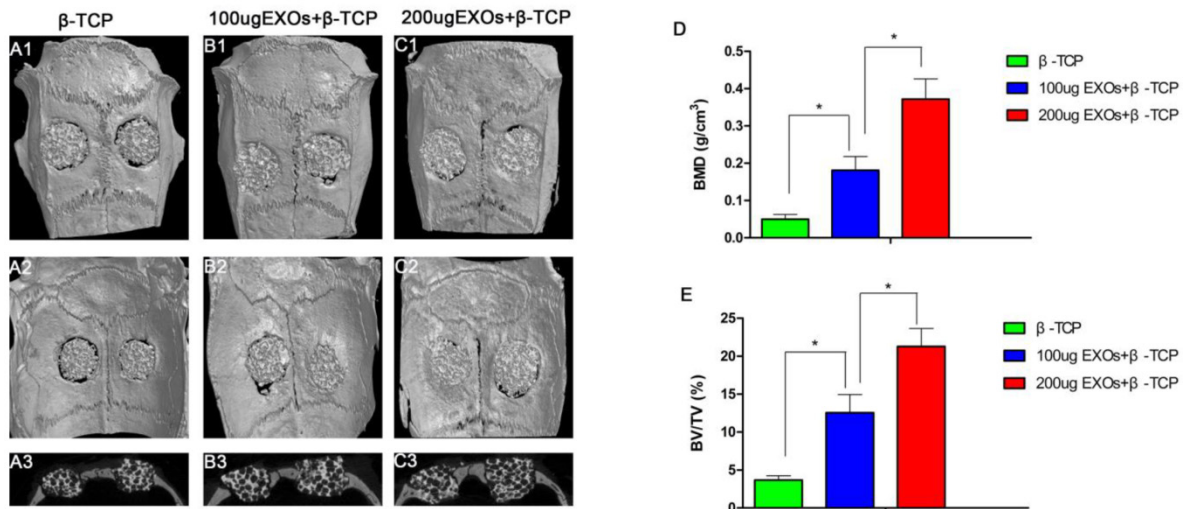 β-TCP 100ugEXOs+β-TCP 200ugEXOs+β-TCP
A1 B1 C1
A2 B2 C2
A3 B3 C3
D
BMD (g/cm³)
0.5
0.4
0.3
0.2
0.1
0.0
*
*
β -TCP
100ug EXOs+β -TCP
200ug EXOs+β -TCP
E
BV/TV (%)
25
20
15
10
5
0
*
*
β -TCP
100ug EXOs+β -TCP
200ug EXOs+β -TCP